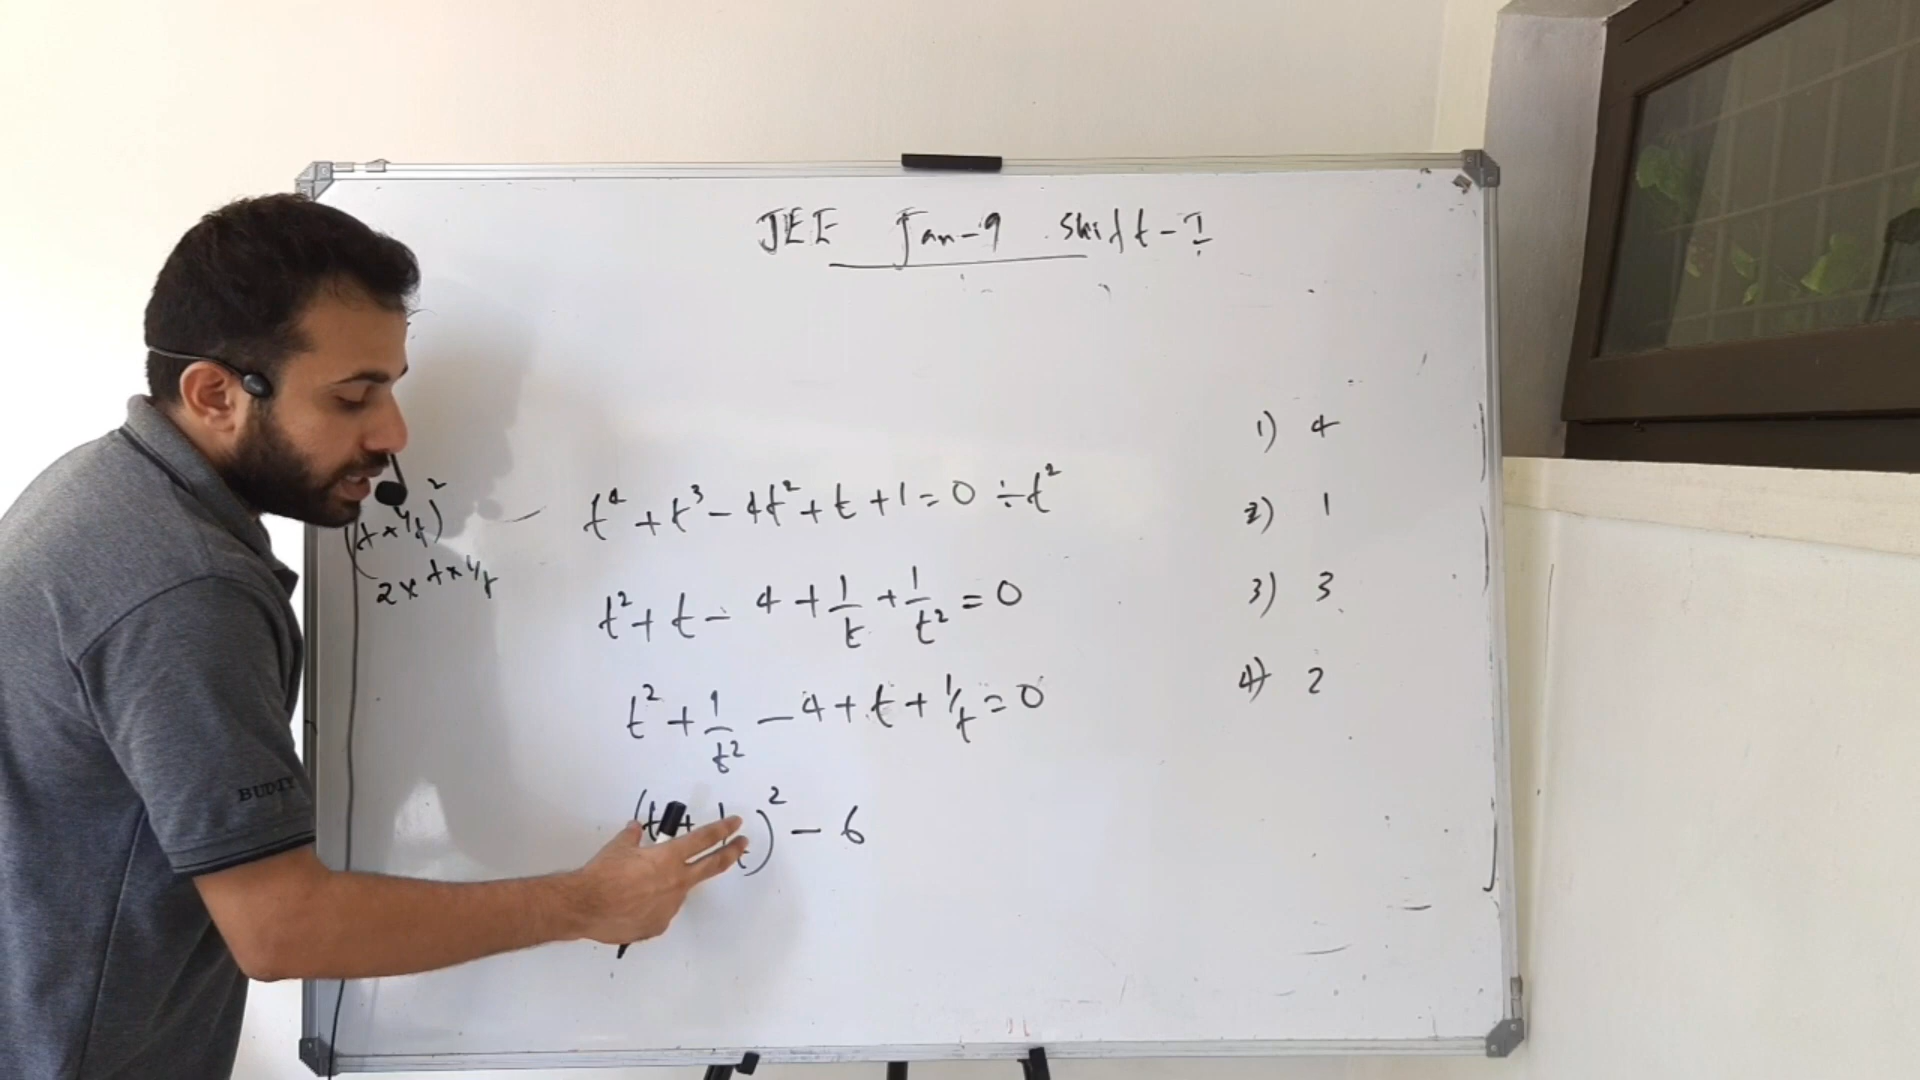 JEE Jan-9 Shift-I
1) 4
2) 1
3) 3
4) 2
t⁴ + t³ - 4t² + t + 1 = 0 ÷ t²
t² + t - 4 + 1/t + 1/t² = 0
t² + 1/t² - 4 + t + 1/t = 0
(t + 1/t)² - 6
(t + 1/t)²
2 x t x 1/t